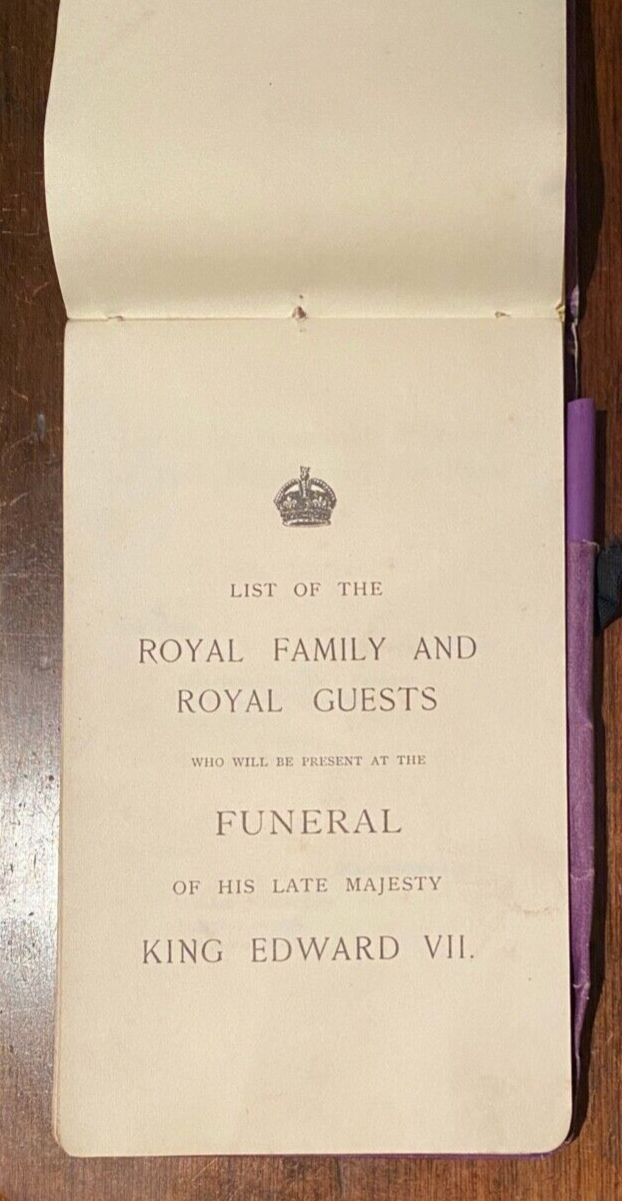 LIST OF THE
ROYAL FAMILY AND
ROYAL GUESTS
WHO WILL BE PRESENT AT THE
FUNERAL
OF HIS LATE MAJESTY
KING EDWARD VII.